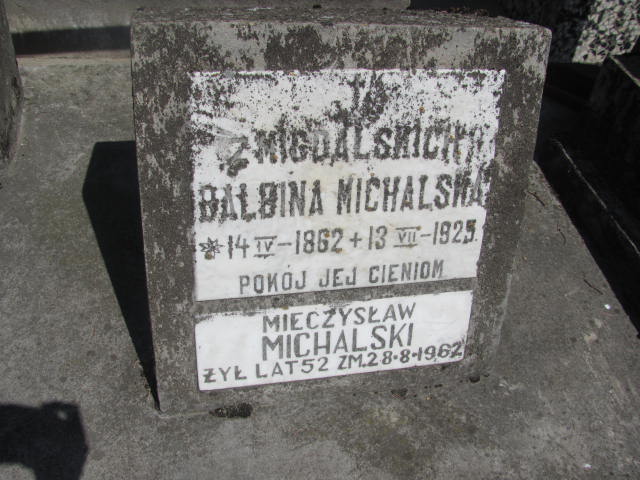 Z MIGDALSKICH
BALBINA MICHALSKA
* 14 IV - 1862 + 13 VII - 1925.
POKÓJ JEJ CIENIOM
MIECZYSŁAW
MICHALSKI
ŻYŁ LAT 52 ZM. 28-8-1962